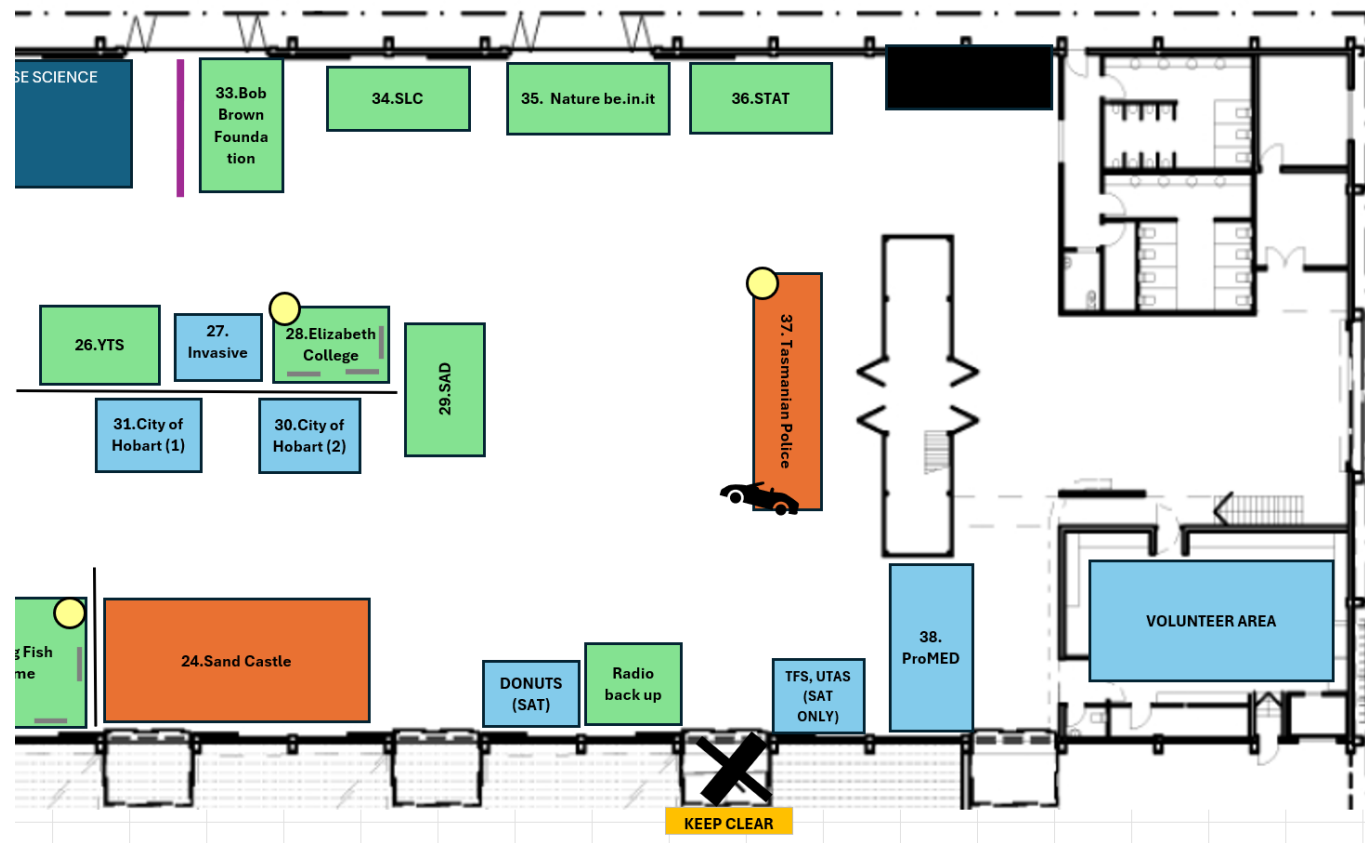 SE SCIENCE
33.Bob
Brown
Founda
tion
34.SLC
35. Nature be.in.it
36.STAT
26.YTS
27.
Invasive
28.Elizabeth
College
29.SAD
31.City of
Hobart (1)
30.City of
Hobart (2)
37. Tasmanian Police
g Fish
me
24.Sand Castle
DONUTS
(SAT)
Radio
back up
TFS, UTAS
(SAT
ONLY)
38.
ProMED
VOLUNTEER AREA
KEEP CLEAR